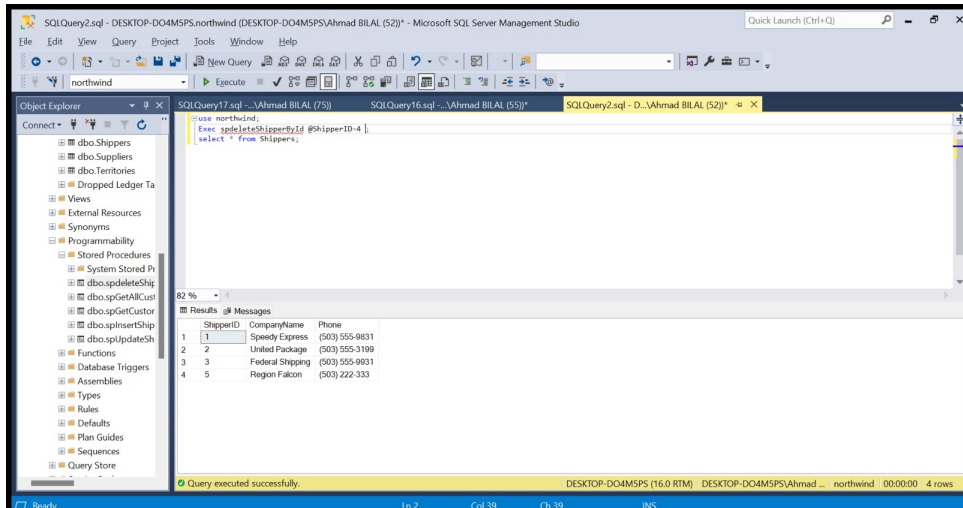 SQLQuery2.sql - DESKTOP-DO4M5PS.northwind (DESKTOP-DO4M5PS\Ahmad BILAL (52))* - Microsoft SQL Server Management Studio
Quick Launch (Ctrl+Q)
File Edit View Query Project Tools Window Help
New Query
northwind
Execute
Object Explorer
SQLQuery17.sql -...\Ahmad BILAL (75))
SQLQuery16.sql -...\Ahmad BILAL (55))*
SQLQuery2.sql - D...\Ahmad BILAL (52))*
Connect
use northwind;
Exec spdeleteShipperById @ShipperID=4 ;
select * from Shippers;
dbo.Shippers
dbo.Suppliers
dbo.Territories
Dropped Ledger Ta
Views
External Resources
Synonyms
Programmability
Stored Procedures
System Stored Pr
dbo.spdeleteShip
dbo.spGetAllCust
dbo.spGetCustor
dbo.spInsertShip
dbo.spUpdateSh
Functions
Database Triggers
Assemblies
Types
Rules
Defaults
Plan Guides
Sequences
Query Store
82 %
Results Messages
ShipperID CompanyName Phone
1 1 Speedy Express (503) 555-9831
2 2 United Package (503) 555-3199
3 3 Federal Shipping (503) 555-9931
4 5 Region Falcon (503) 222-333
Query executed successfully.
DESKTOP-DO4M5PS (16.0 RTM) DESKTOP-DO4M5PS\Ahmad ... northwind 00:00:00 4 rows
Ready Ln 2 Col 39 Ch 39 INS